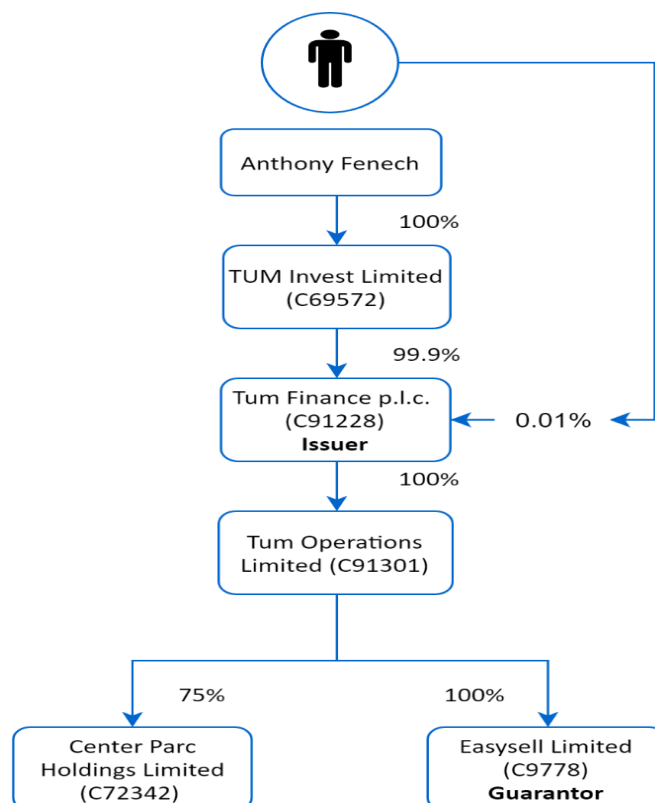 Anthony Fenech
100%
TUM Invest Limited
(C69572)
99.9%
Tum Finance p.l.c.
(C91228)
Issuer
0.01%
100%
Tum Operations
Limited (C91301)
75%
100%
Center Parc
Holdings Limited
(C72342)
Easysell Limited
(C9778)
Guarantor